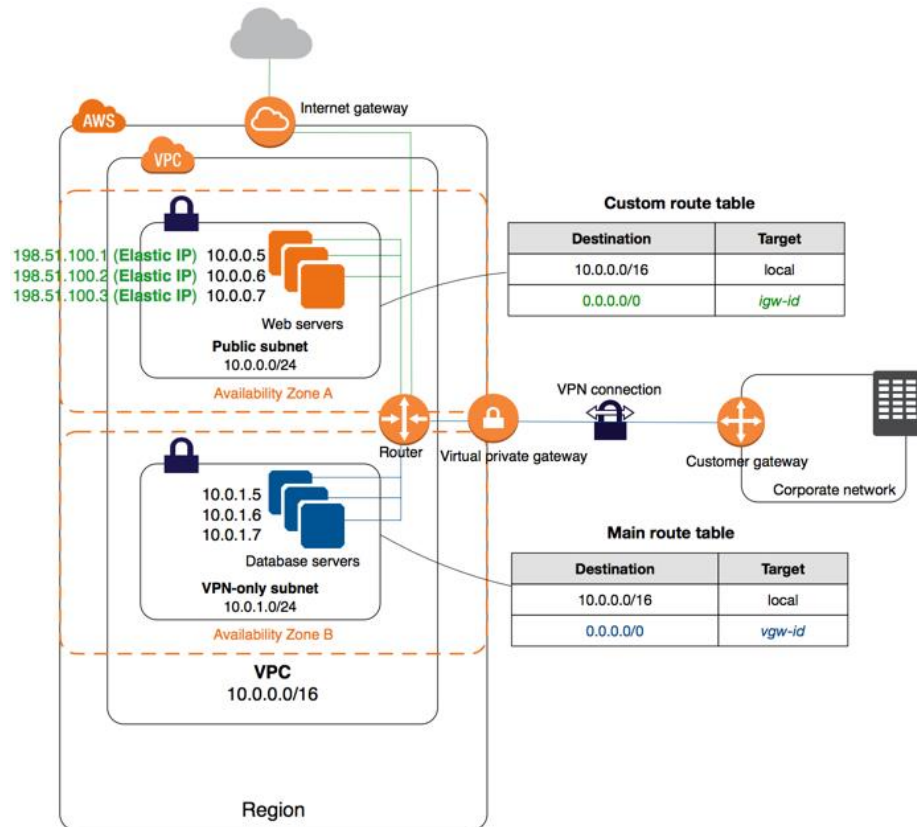 Internet gateway
AWS
VPC
198.51.100.1 (Elastic IP) 10.0.0.5
198.51.100.2 (Elastic IP) 10.0.0.6
198.51.100.3 (Elastic IP) 10.0.0.7
Web servers
Public subnet
10.0.0.0/24
Availability Zone A
Custom route table
Destination Target
10.0.0.0/16 local
0.0.0.0/0 igw-id
VPN connection
Router
Virtual private gateway
Customer gateway
Corporate network
10.0.1.5
10.0.1.6
10.0.1.7
Database servers
VPN-only subnet
10.0.1.0/24
Availability Zone B
Main route table
Destination Target
10.0.0.0/16 local
0.0.0.0/0 vgw-id
VPC
10.0.0.0/16
Region